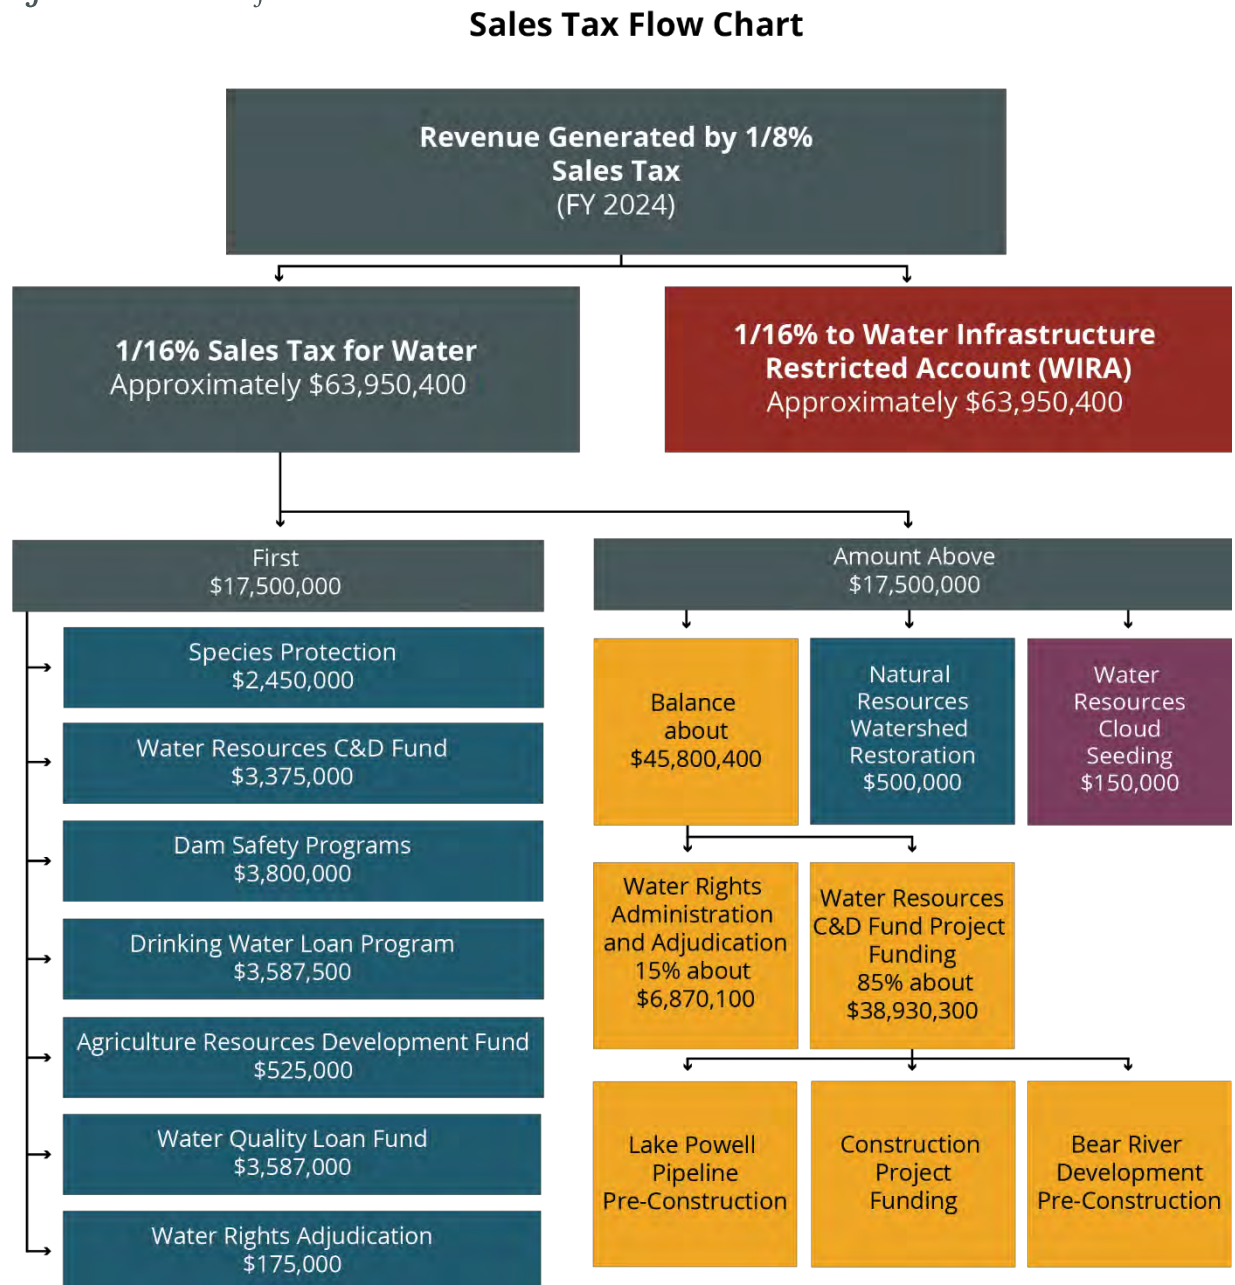 Sales Tax Flow Chart
Revenue Generated by 1/8%
Sales Tax
(FY 2024)
1/16% Sales Tax for Water
Approximately $63,950,400
1/16% to Water Infrastructure
Restricted Account (WIRA)
Approximately $63,950,400
First
$17,500,000
Species Protection
$2,450,000
Water Resources C&D Fund
$3,375,000
Dam Safety Programs
$3,800,000
Drinking Water Loan Program
$3,587,500
Agriculture Resources Development Fund
$525,000
Water Quality Loan Fund
$3,587,000
Water Rights Adjudication
$175,000
Amount Above
$17,500,000
Balance
about
$45,800,400
Natural
Resources
Watershed
Restoration
$500,000
Water
Resources
Cloud
Seeding
$150,000
Water Rights
Administration
and Adjudication
15% about
$6,870,100
Water Resources
C&D Fund Project
Funding
85% about
$38,930,300
Lake Powell
Pipeline
Pre-Construction
Construction
Project
Funding
Bear River
Development
Pre-Construction